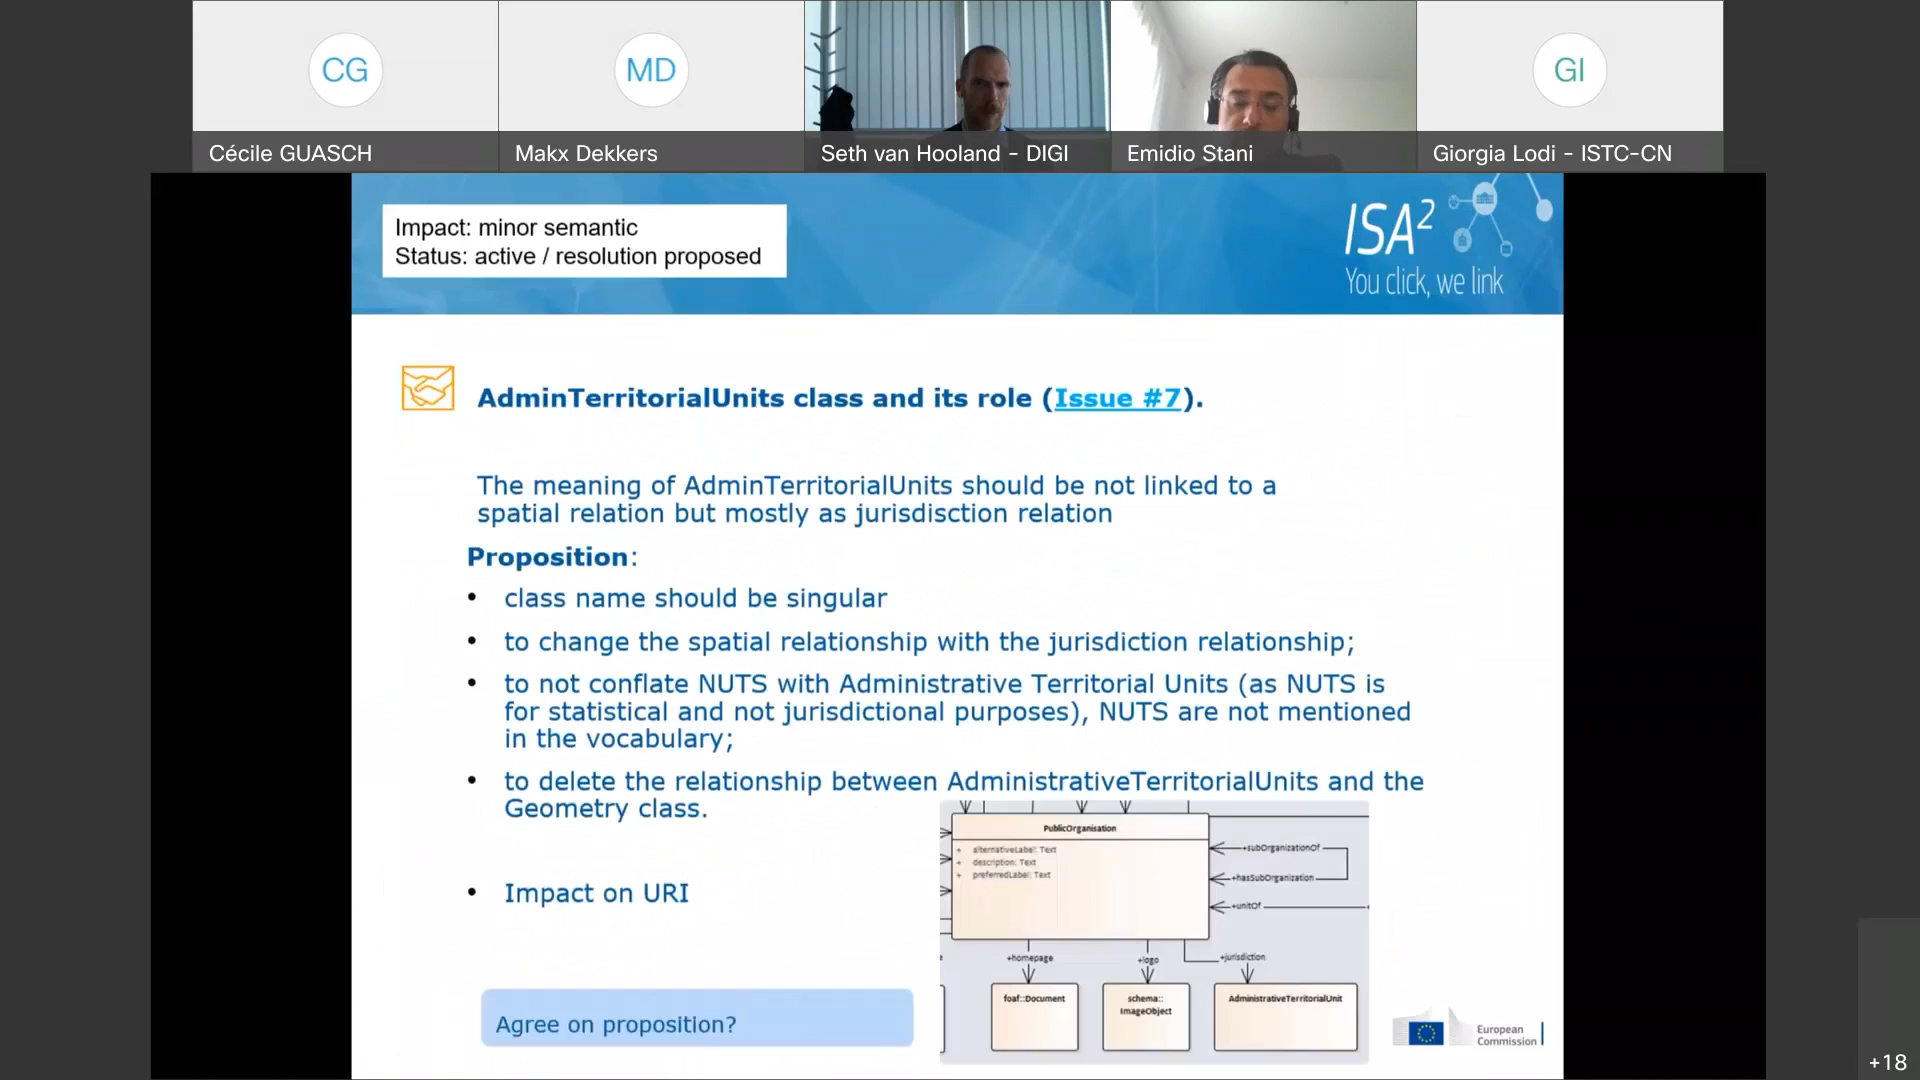 CG
MD
GI
Cécile GUASCH
Makx Dekkers
Seth van Hooland - DIGI
Emidio Stani
Giorgia Lodi - ISTC-CN
Impact: minor semantic
Status: active / resolution proposed
ISA²
You click, we link
AdminTerritorialUnits class and its role (Issue #7).
The meaning of AdminTerritorialUnits should be not linked to a
spatial relation but mostly as jurisdisction relation
Proposition:
• class name should be singular
• to change the spatial relationship with the jurisdiction relationship;
• to not conflate NUTS with Administrative Territorial Units (as NUTS is
for statistical and not jurisdictional purposes), NUTS are not mentioned
in the vocabulary;
• to delete the relationship between AdministrativeTerritorialUnits and the
Geometry class.
• Impact on URI
PublicOrganisation
+ alternativeLabel: Text
+ description: Text
+ preferredLabel: Text
+subOrganizationOf
+hasSubOrganization
+unitOf
+homepage
+logo
+jurisdiction
foaf::Document
schema::
ImageObject
AdministrativeTerritorialUnit
Agree on proposition?
European
Commission
+18